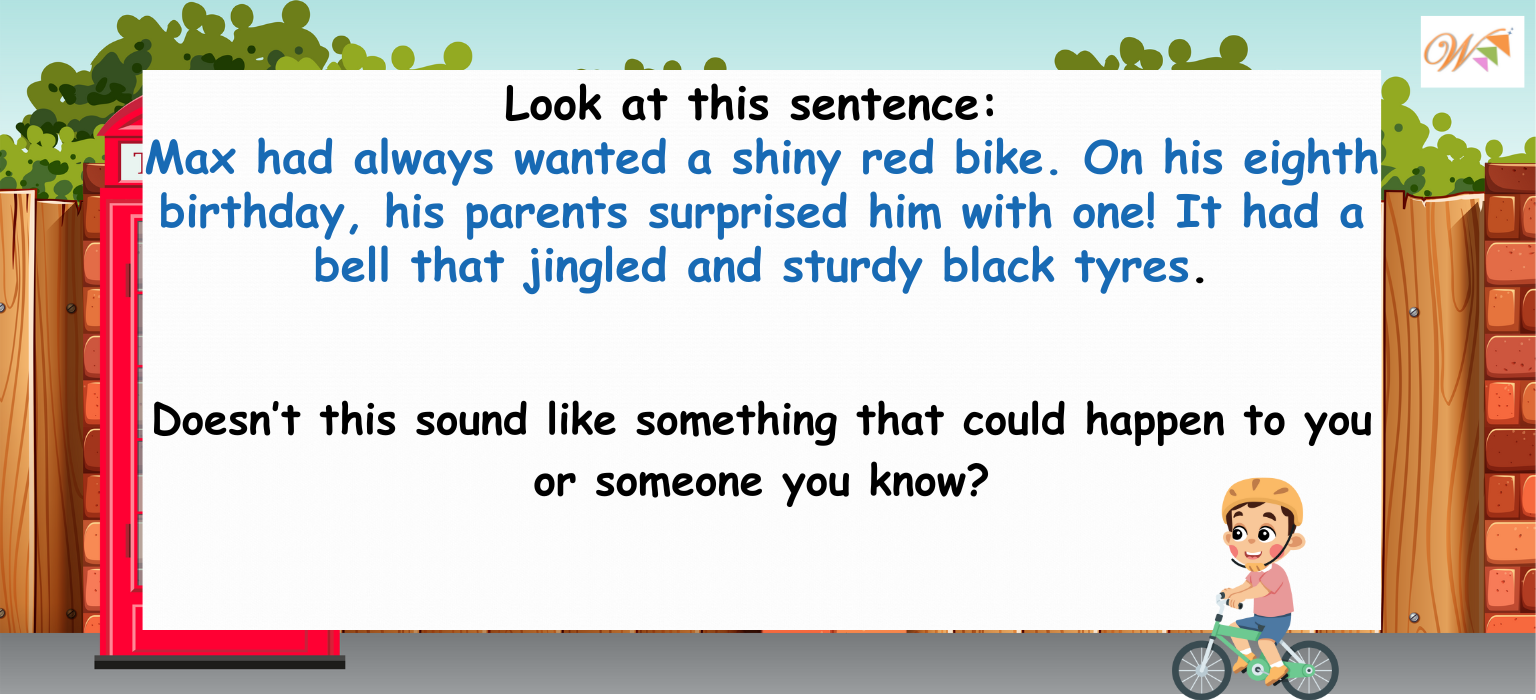 Look at this sentence:
Max had always wanted a shiny red bike. On his eighth
birthday, his parents surprised him with one! It had a
bell that jingled and sturdy black tyres.
Doesn't this sound like something that could happen to you
or someone you know?
W